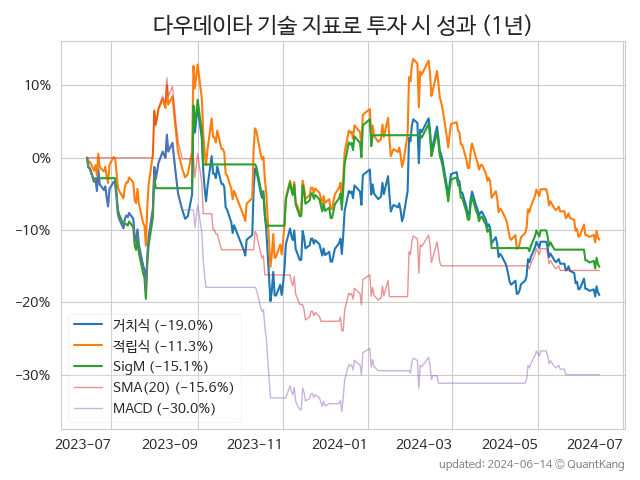 다우데이타 기술 지표로 투자 시 성과 (1년)
10%
0%
−10%
−20%
−30%
거치식 (−19.0%)
적립식 (−11.3%)
SigM (−15.1%)
SMA(20) (−15.6%)
MACD (−30.0%)
2023-07 2023-09 2023-11 2024-01 2024-03 2024-05 2024-07
updated: 2024-06-14 © QuantKang